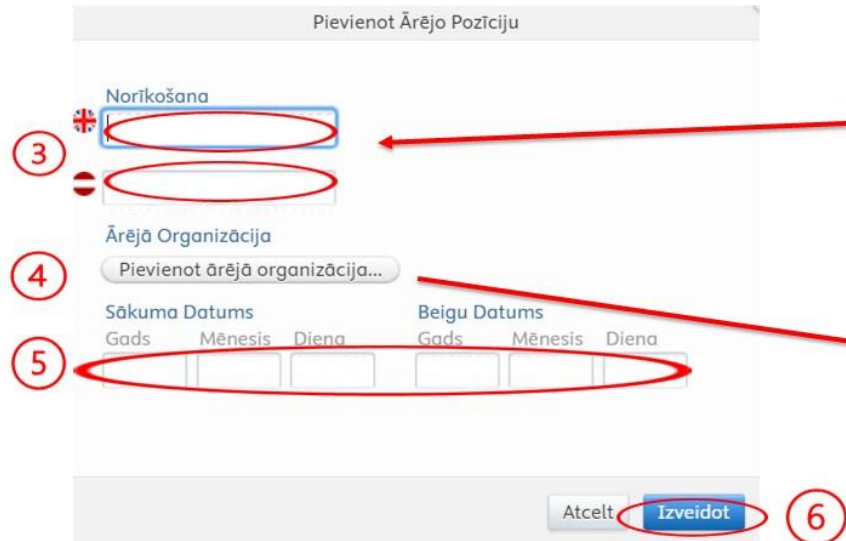 Pievienot Ārējo Pozīciju
Norīkošana
3
Ārējā Organizācija
4 Pievienot ārējā organizācija...
Sākuma Datums Beigu Datums
Gads Mēnesis Diena Gads Mēnesis Diena
5
Atcelt Izveidot 6